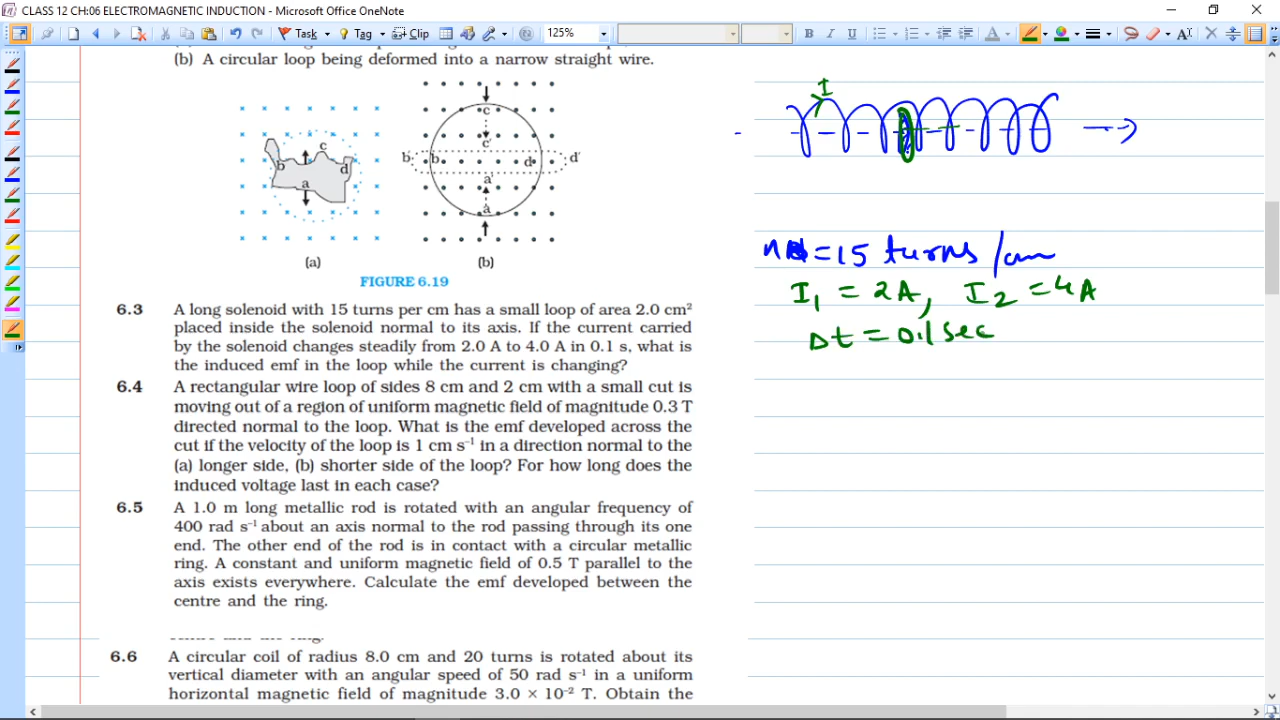 CLASS 12 CH:06 ELECTROMAGNETIC INDUCTION - Microsoft Office OneNote
Task Tag Clip 125% B I U
(b) A circular loop being deformed into a narrow straight wire.
c
b d
a
(a)
c
c'
b' b d d'
a'
a
(b)
FIGURE 6.19
6.3 A long solenoid with 15 turns per cm has a small loop of area 2.0 cm²
placed inside the solenoid normal to its axis. If the current carried
by the solenoid changes steadily from 2.0 A to 4.0 A in 0.1 s, what is
the induced emf in the loop while the current is changing?
6.4 A rectangular wire loop of sides 8 cm and 2 cm with a small cut is
moving out of a region of uniform magnetic field of magnitude 0.3 T
directed normal to the loop. What is the emf developed across the
cut if the velocity of the loop is 1 cm s⁻¹ in a direction normal to the
(a) longer side, (b) shorter side of the loop? For how long does the
induced voltage last in each case?
6.5 A 1.0 m long metallic rod is rotated with an angular frequency of
400 rad s⁻¹ about an axis normal to the rod passing through its one
end. The other end of the rod is in contact with a circular metallic
ring. A constant and uniform magnetic field of 0.5 T parallel to the
axis exists everywhere. Calculate the emf developed between the
centre and the ring.
6.6 A circular coil of radius 8.0 cm and 20 turns is rotated about its
vertical diameter with an angular speed of 50 rad s⁻¹ in a uniform
horizontal magnetic field of magnitude 3.0 × 10⁻² T. Obtain the
I
n = 15 turns/cm
I₁ = 2A, I₂ = 4A
Δt = 0.1 sec